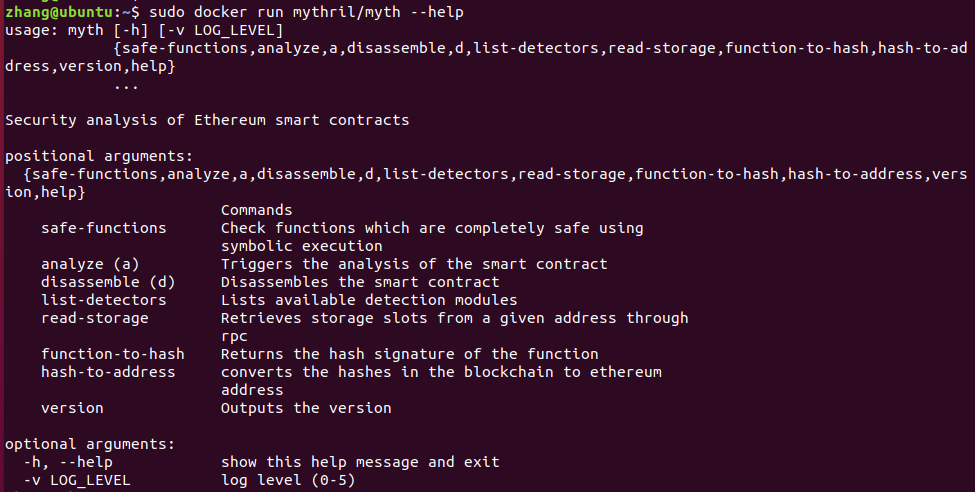 zhang@ubuntu:~$ sudo docker run mythril/myth --help
usage: myth [-h] [-v LOG_LEVEL]
            {safe-functions,analyze,a,disassemble,d,list-detectors,read-storage,function-to-hash,hash-to-ad
dress,version,help}
            ...

Security analysis of Ethereum smart contracts

positional arguments:
  {safe-functions,analyze,a,disassemble,d,list-detectors,read-storage,function-to-hash,hash-to-address,vers
ion,help}
                        Commands
    safe-functions      Check functions which are completely safe using
                        symbolic execution
    analyze (a)         Triggers the analysis of the smart contract
    disassemble (d)     Disassembles the smart contract
    list-detectors      Lists available detection modules
    read-storage        Retrieves storage slots from a given address through
                        rpc
    function-to-hash    Returns the hash signature of the function
    hash-to-address     converts the hashes in the blockchain to ethereum
                        address
    version             Outputs the version

optional arguments:
  -h, --help            show this help message and exit
  -v LOG_LEVEL          log level (0-5)